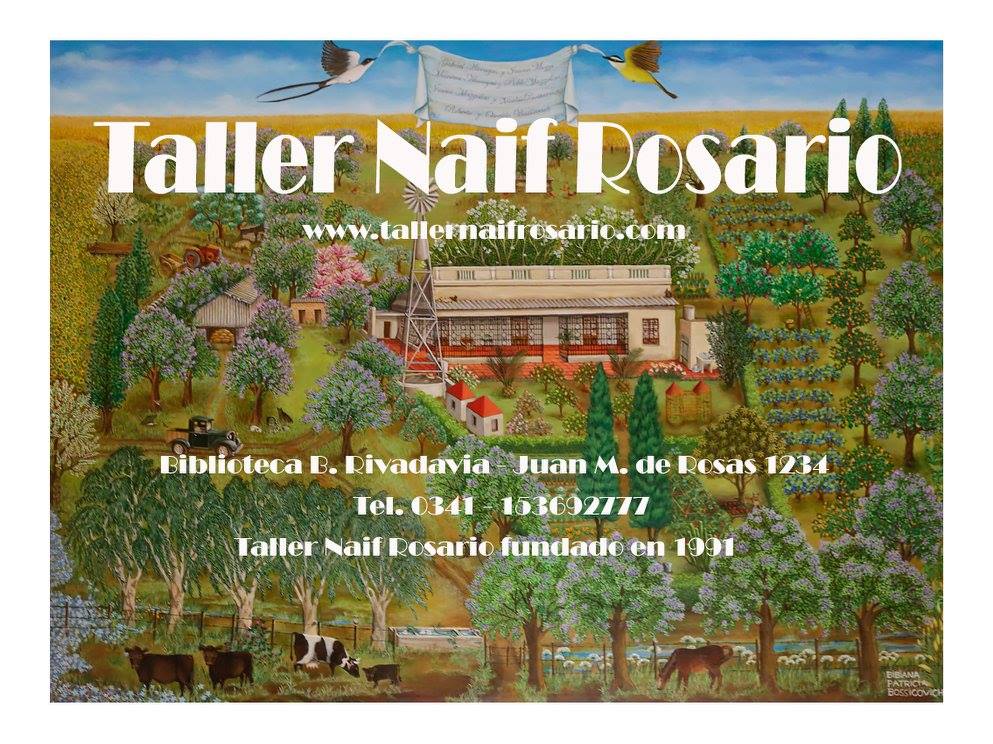 Taller Naif Rosario
www.tallernaifrosario.com
Biblioteca B. Rivadavia - Juan M. de Rosas 1234
Tel. 0341 - 153692777
Taller Naif Rosario fundado en 1991
BIBIANA
PATRICIA
BOSSICOVICH